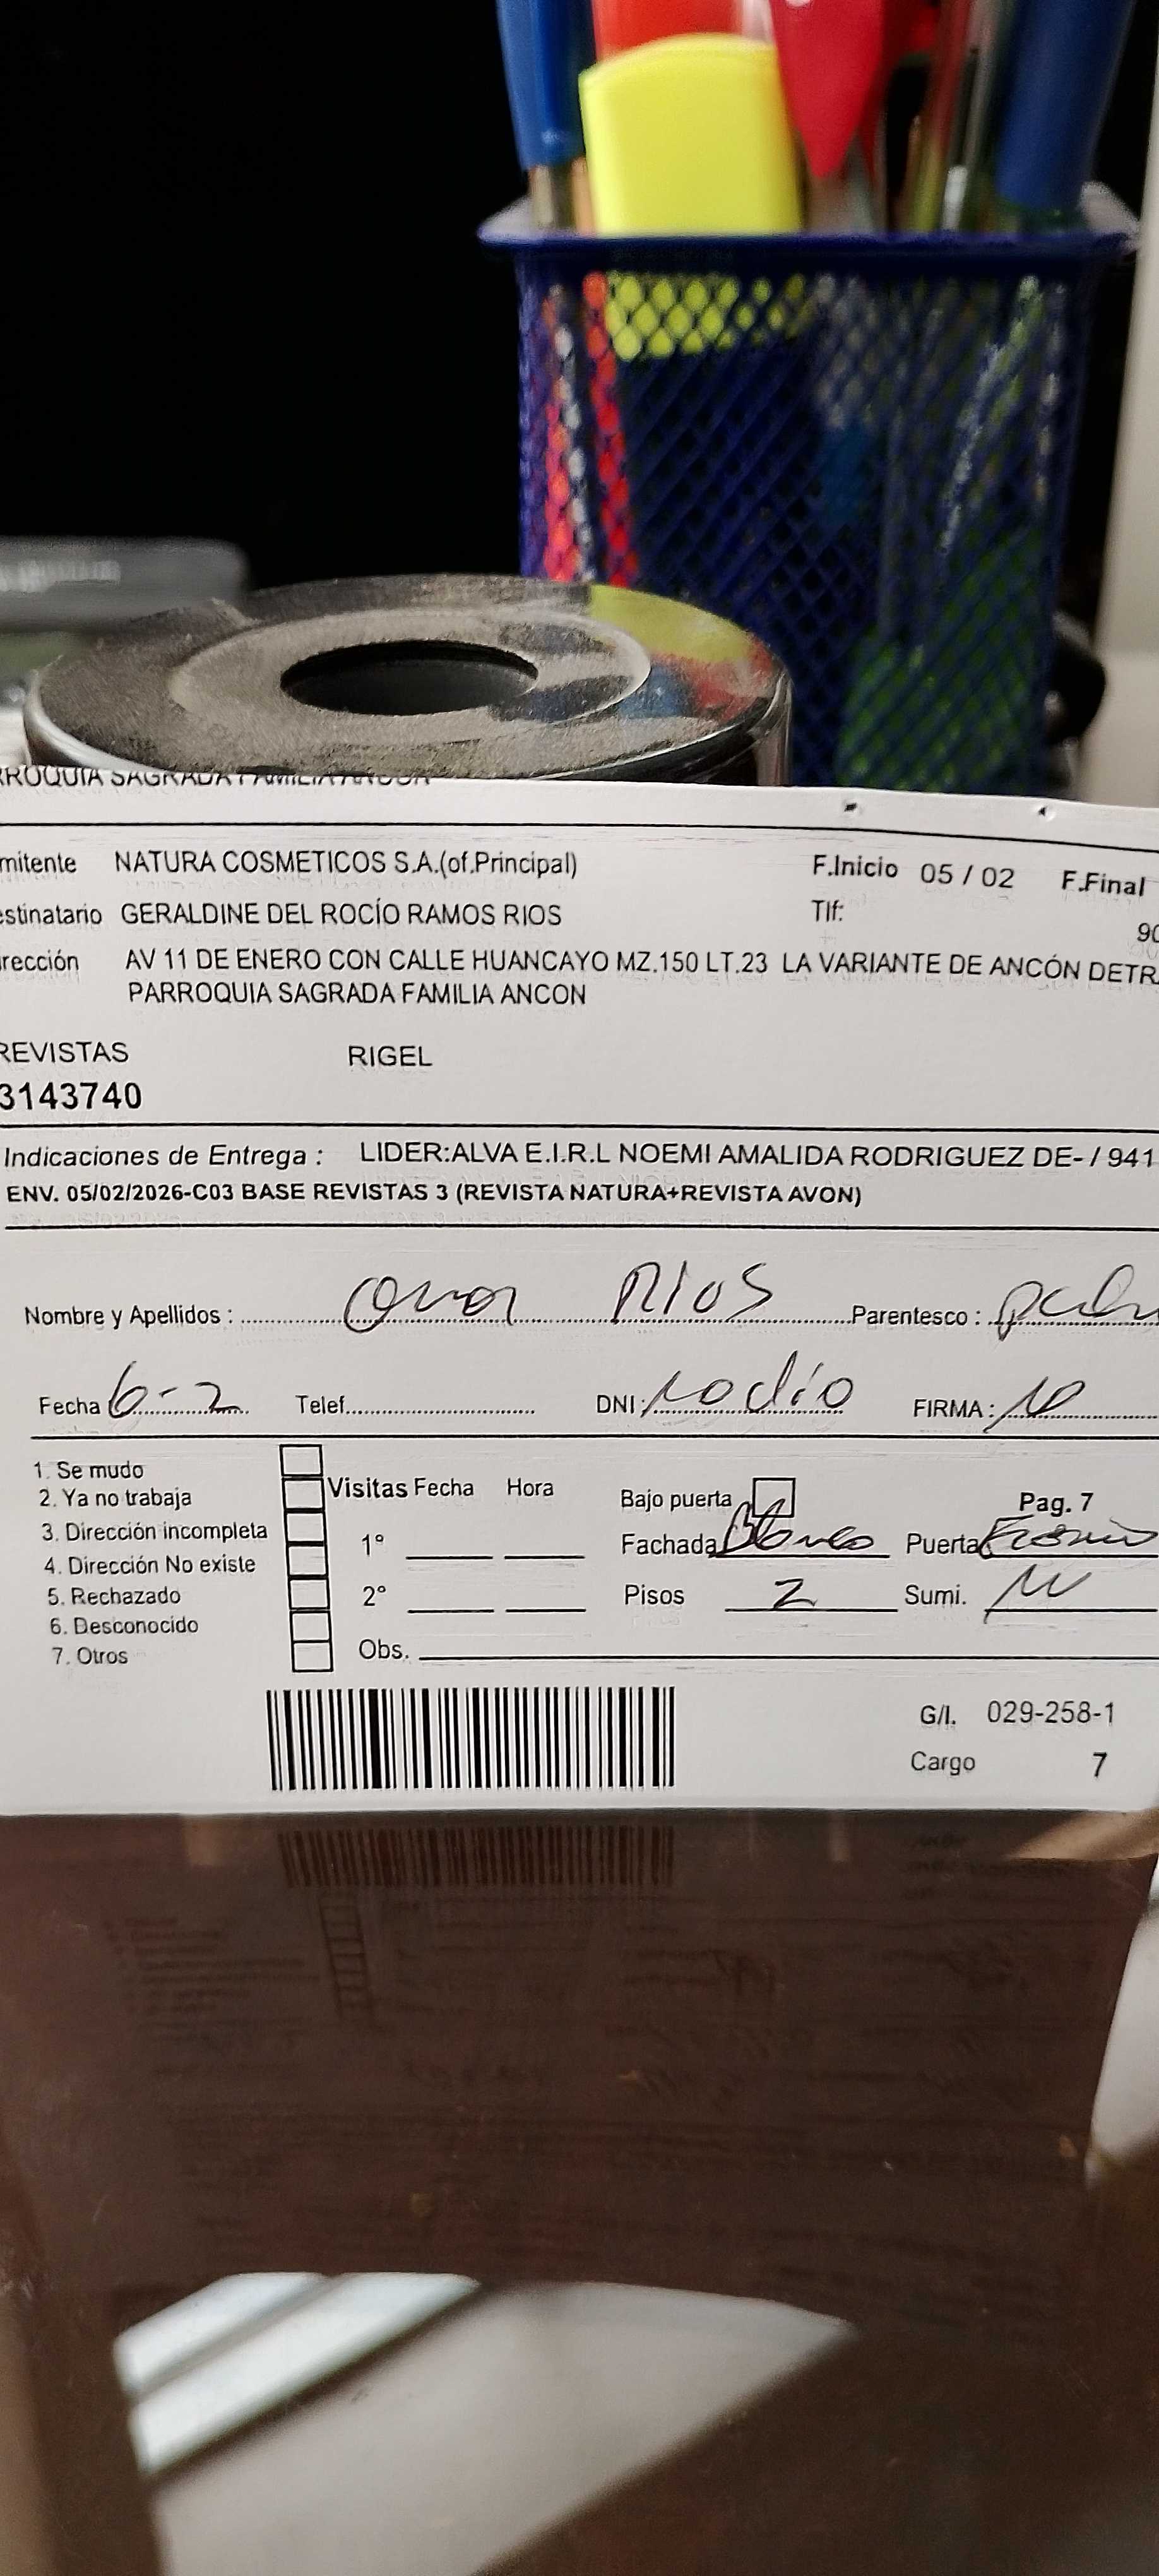 RROQUIA SAGRADA FAMILIA ANCON
mitente NATURA COSMETICOS S.A.(of.Principal) F.Inicio 05 / 02 F.Final
estinatario GERALDINE DEL ROCÍO RAMOS RIOS Tlf: 90
rección AV 11 DE ENERO CON CALLE HUANCAYO MZ.150 LT.23 LA VARIANTE DE ANCÓN DETR
PARROQUIA SAGRADA FAMILIA ANCON
REVISTAS RIGEL
3143740
Indicaciones de Entrega : LIDER:ALVA E.I.R.L NOEMI AMALIDA RODRIGUEZ DE- / 941
ENV. 05/02/2026-C03 BASE REVISTAS 3 (REVISTA NATURA+REVISTA AVON)
Nombre y Apellidos : Rios Parentesco :
Fecha 6-2 Telef. DNI: no dio FIRMA :
1. Se mudo
2. Ya no trabaja
3. Dirección incompleta
4. Dirección No existe
5. Rechazado
6. Desconocido
7. Otros
Visitas Fecha Hora
1°
2°
Obs.
Bajo puerta Pag. 7
Fachada Blanco Puerta
Pisos 2 Sumi.
G/I. 029-258-1
Cargo 7